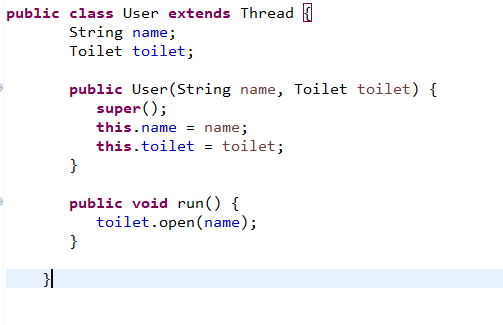 public class User extends Thread {
String name;
Toilet toilet;
public User(String name, Toilet toilet) {
super();
this.name = name;
this.toilet = toilet;
}
public void run() {
toilet.open(name);
}
}